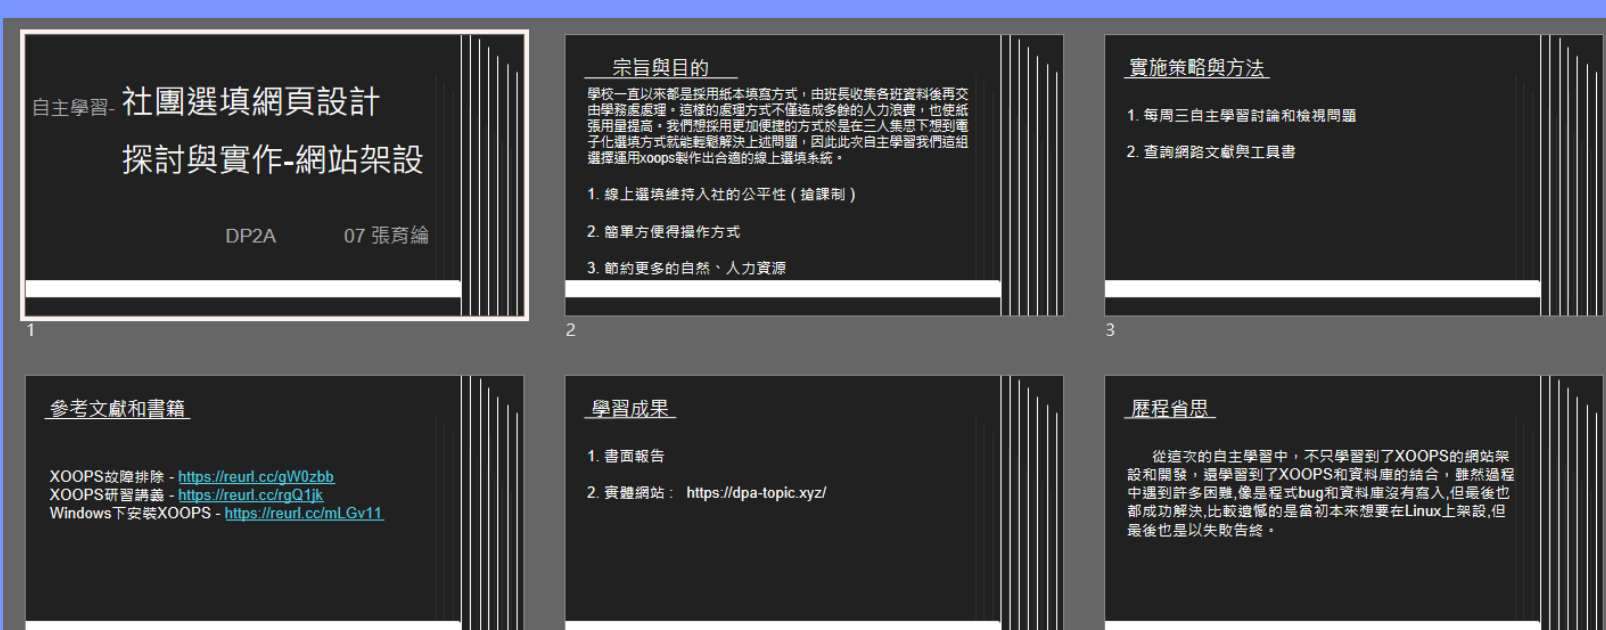 自主學習- 社團選填網頁設計
探討與實作-網站架設
DP2A 07 張育綸
1
宗旨與目的
學校一直以來都是採用紙本填寫方式，由班長收集各班資料後再交
由學務處處理。這樣的處理方式不僅造成多餘的人力浪費，也使紙
張用量提高。我們想採用更加便捷的方式於是在三人集思下想到電
子化選填方式就能輕鬆解決上述問題，因此此次自主學習我們這組
選擇運用xoops製作出合適的線上選填系統。
1. 線上選填維持入社的公平性 ( 搶課制 )
2. 簡單方便得操作方式
3. 節約更多的自然、人力資源
2
實施策略與方法
1. 每周三自主學習討論和檢視問題
2. 查詢網路文獻與工具書
3
參考文獻和書籍
XOOPS故障排除 - https://reurl.cc/gW0zbb
XOOPS研習講義 - https://reurl.cc/rgQ1jk
Windows下安裝XOOPS - https://reurl.cc/mLGv11
學習成果
1. 書面報告
2. 實體網站 : https://dpa-topic.xyz/
歷程省思
從這次的自主學習中，不只學習到了XOOPS的網站架
設和開發，還學習到了XOOPS和資料庫的結合，雖然過程
中遇到許多困難,像是程式bug和資料庫沒有寫入,但最後也
都成功解決,比較遺憾的是當初本來想要在Linux上架設,但
最後也是以失敗告終。